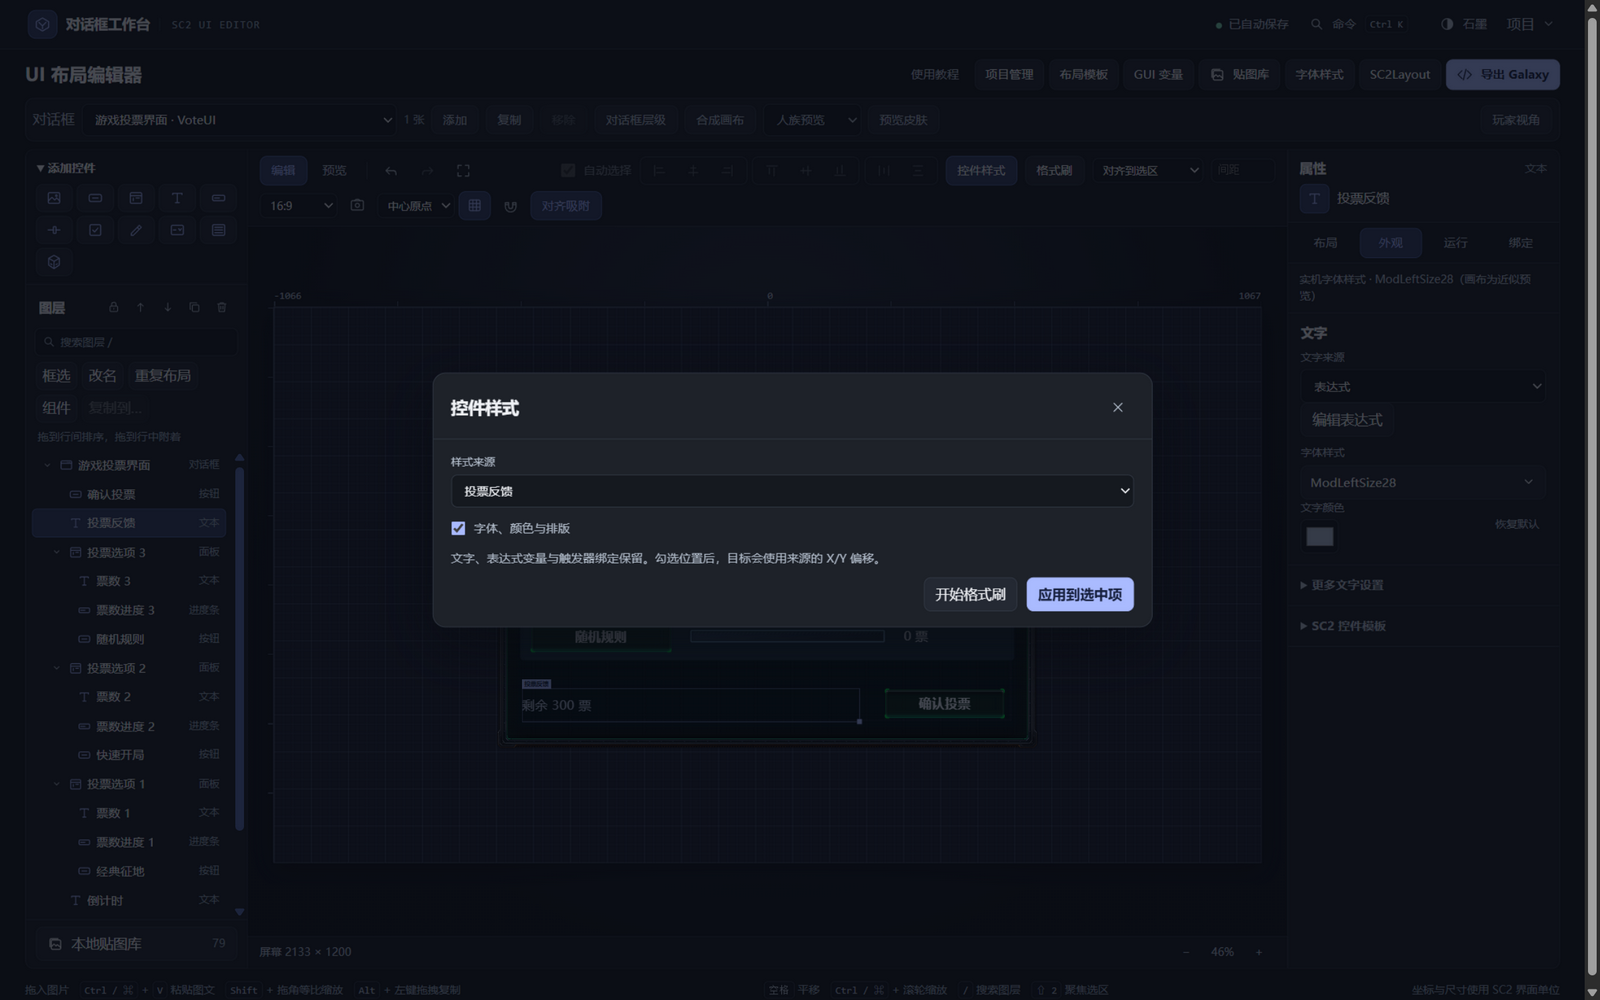 对话框工作台 SC2 UI EDITOR
已自动保存 命令 Ctrl K 石墨 项目
UI 布局编辑器
使用教程 项目管理 布局模板 GUI 变量 贴图库 字体样式 SC2Layout 导出 Galaxy
对话框 游戏投票界面 · VoteUI 1 张 添加 复制 移除 对话框层级 合成画布 人族预览 预览皮肤 玩家视角
添加控件
编辑 预览 自动选择 控件样式 格式刷 对齐到选区 间距
16:9 中心原点 对齐吸附
图层
搜索图层 /
框选 改名 重复布局
组件 复制到...
拖到行间排序，拖到行中附着
游戏投票界面 对话框
确认投票 按钮
投票反馈 文本
投票选项 3 面板
票数 3 文本
票数进度 3 进度条
随机规则 按钮
投票选项 2 面板
票数 2 文本
票数进度 2 进度条
快速开局 按钮
投票选项 1 面板
票数 1 文本
票数进度 1 进度条
经典征地 按钮
倒计时 文本
本地贴图库 79
-1066 0 1067
控件样式
样式来源
投票反馈
字体、颜色与排版
文字、表达式变量与触发器绑定保留。勾选位置后，目标会使用来源的 X/Y 偏移。
开始格式刷 应用到选中项
随机规则 0 票
投票反馈
剩余 300 票 确认投票
屏幕 2133 × 1200 − 46% +
属性 文本
投票反馈
布局 外观 运行 绑定
实机字体样式 · ModLeftSize28（画布为近似预
览）
文字
文字来源
表达式
编辑表达式
字体样式
ModLeftSize28
文字颜色
恢复默认
更多文字设置
SC2 控件模板
拖入图片 Ctrl / ⌘ + V 粘贴图文 Shift + 拖角等比缩放 Alt + 左键拖拽复制 空格 平移 Ctrl / ⌘ + 滚轮缩放 / 搜索图层 ⇧ 2 聚焦选区 坐标与尺寸使用 SC2 界面单位